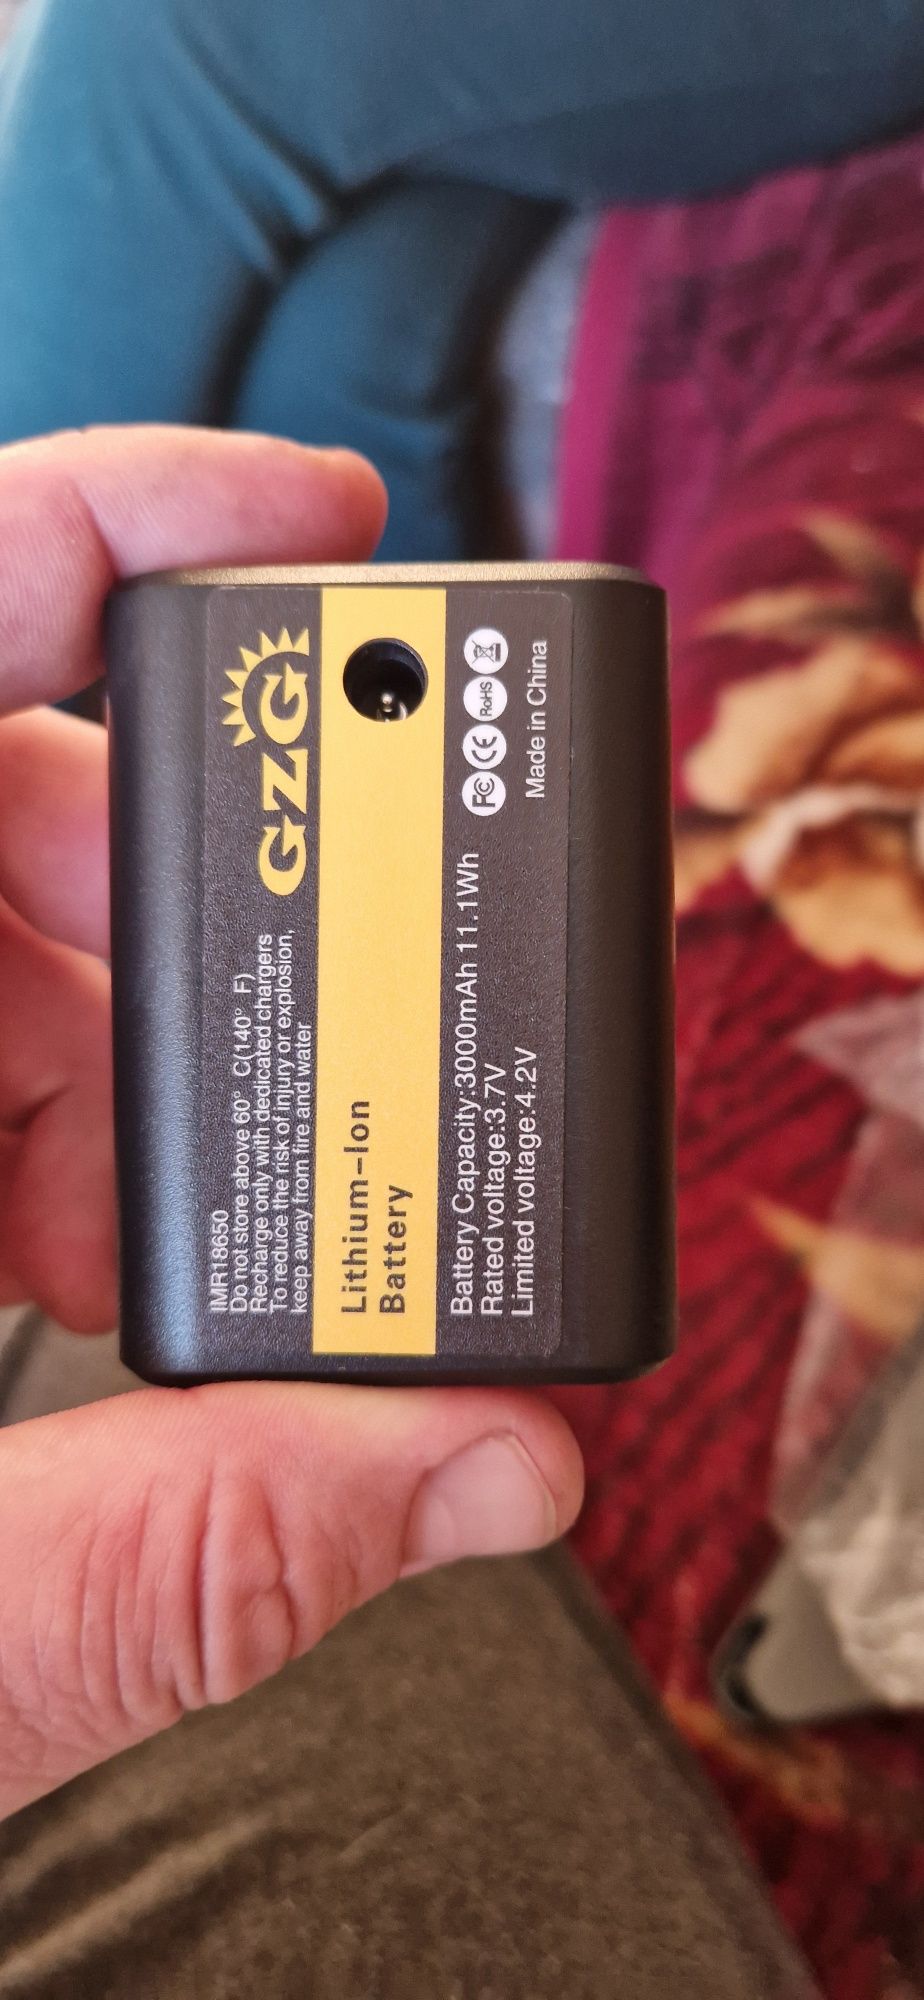 GZG
IMR18650
Do not store above 60° C(140° F)
Recharge only with dedicated chargers
To reduce the risk of injury or explosion,
keep away from fire and water
Lithium-Ion
Battery
Battery Capacity:3000mAh 11.1Wh
Rated voltage:3.7V
Limited voltage:4.2V
FC CE RoHS
Made in China